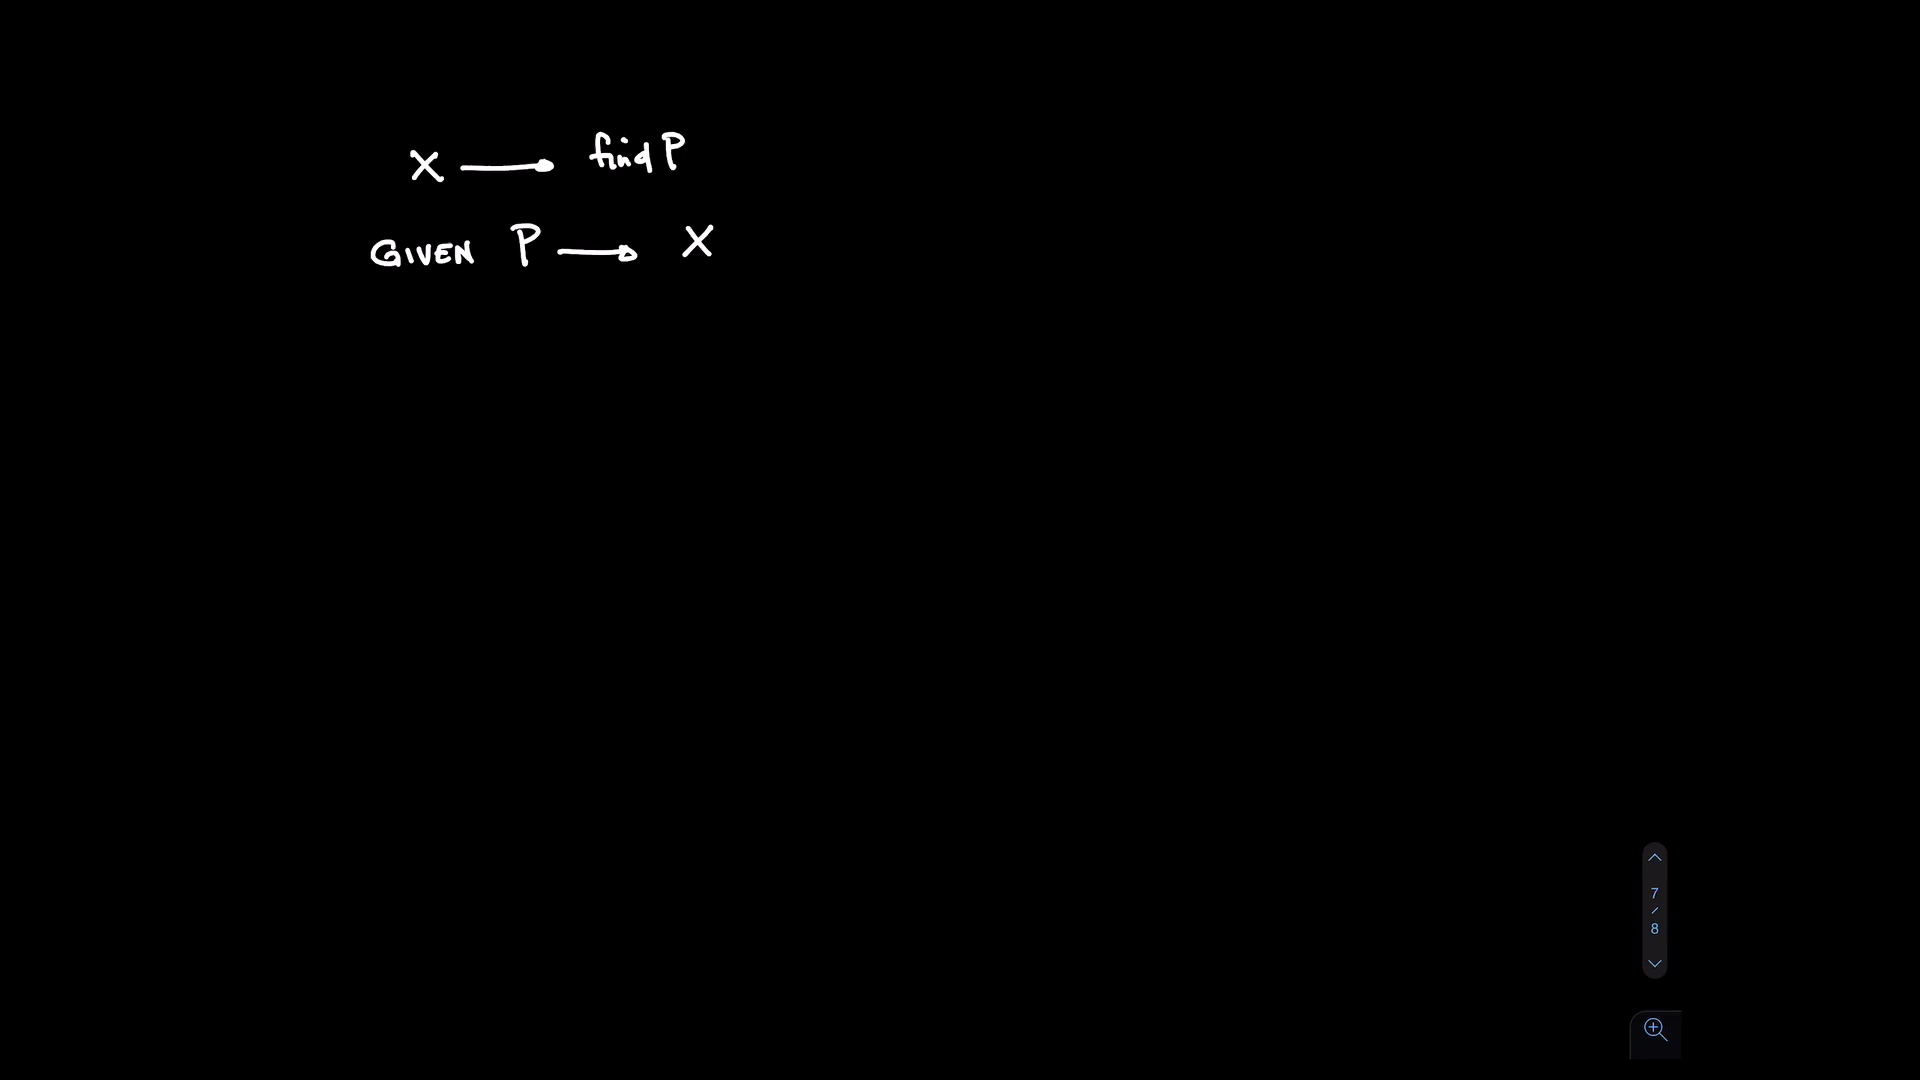 X → find P
GIVEN P → X
7
/
8